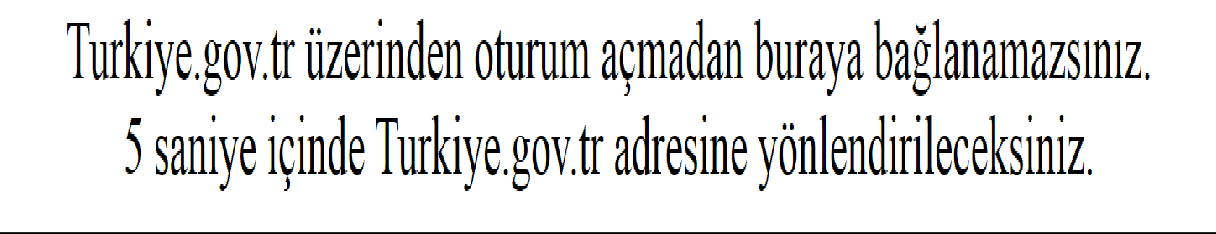 Turkiye.gov.tr üzerinden oturum açmadan buraya bağlanamazsınız.
5 saniye içinde Turkiye.gov.tr adresine yönlendirileceksiniz.